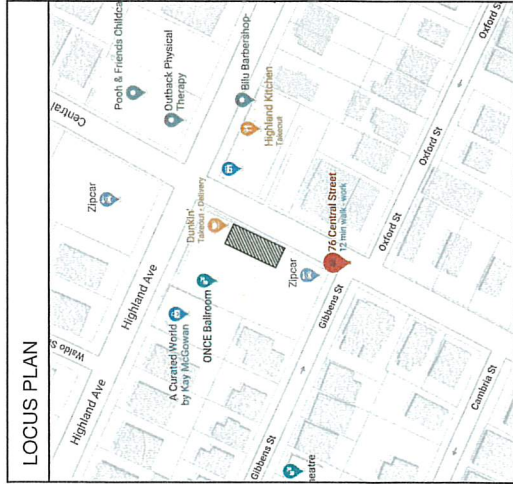 LOCUS PLAN
Central
Pooh & Friends Childca
Outback Physical
Therapy
Bilu Barbershop
Highland Kitchen
Takeout
Zipcar
Highland Ave
Dunkin'
Takeout · Delivery
Waldo St
Highland Ave
A Curated World
by Kay McGowan
ONCE Ballroom
Zipcar
76 Central Street
12 min walk - work
Gibbens St
Gibbens St
Oxford St
Oxford St
Oxford St
Cambria St
heatre